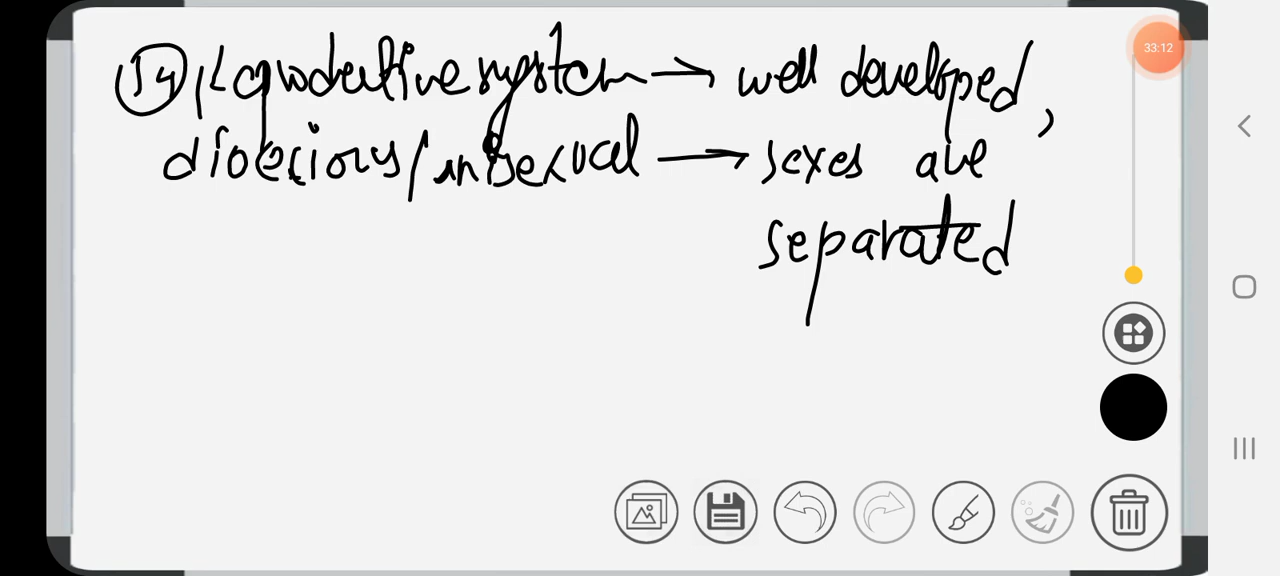 33:12
14 Reproductive system → well developed,
dioecious/unisexual → sexes are
separated